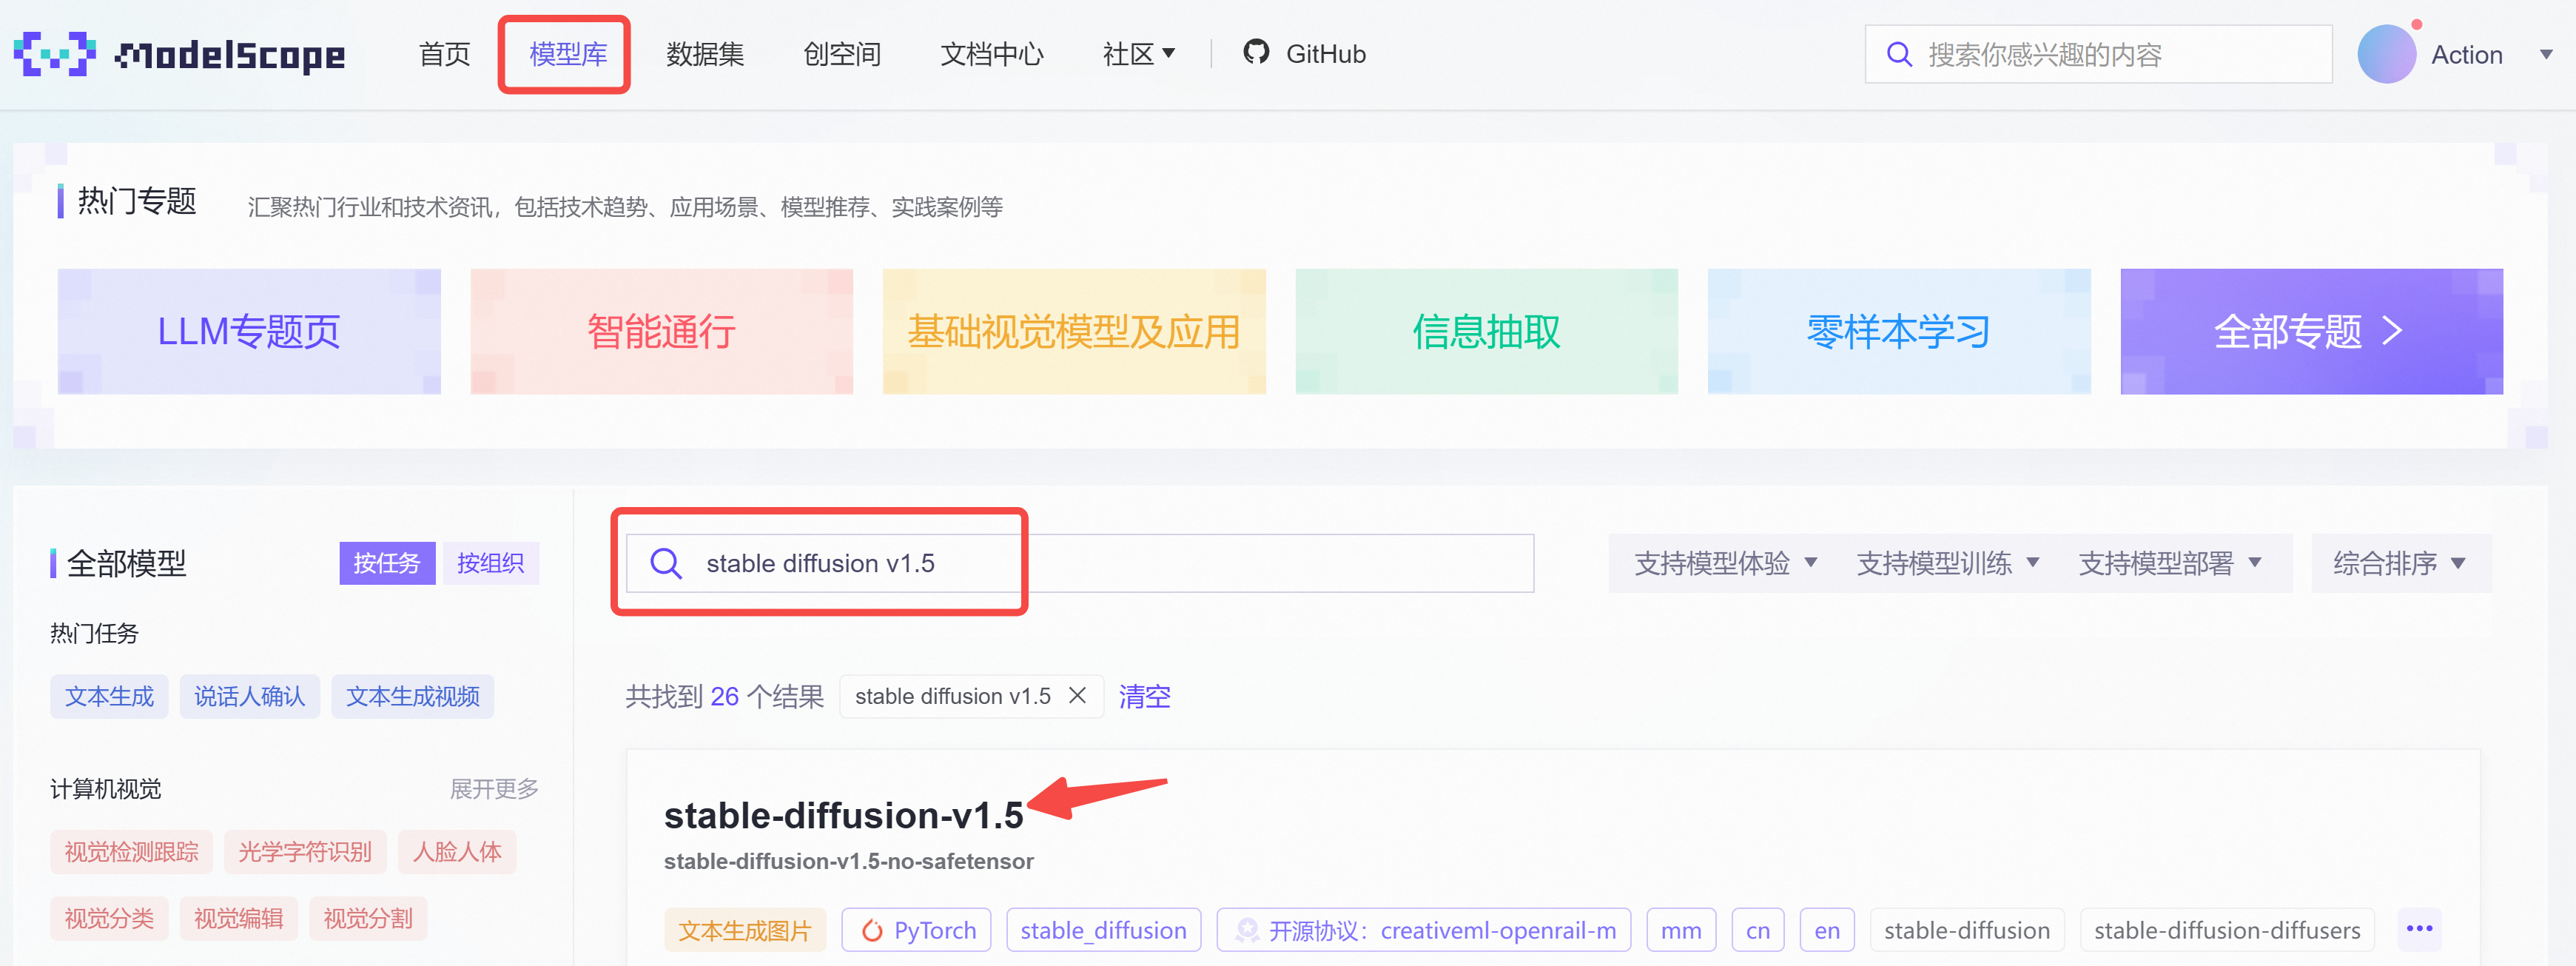 ModelScope 首页 模型库 数据集 创空间 文档中心 社区 GitHub 搜索你感兴趣的内容 Action
热门专题 汇聚热门行业和技术资讯，包括技术趋势、应用场景、模型推荐、实践案例等
LLM专题页 智能通行 基础视觉模型及应用 信息抽取 零样本学习 全部专题
全部模型 按任务 按组织
热门任务
文本生成 说话人确认 文本生成视频
计算机视觉 展开更多
视觉检测跟踪 光学字符识别 人脸人体
视觉分类 视觉编辑 视觉分割
stable diffusion v1.5 支持模型体验 支持模型训练 支持模型部署 综合排序
共找到 26 个结果 stable diffusion v1.5 清空
stable-diffusion-v1.5
stable-diffusion-v1.5-no-safetensor
文本生成图片 PyTorch stable_diffusion 开源协议：creativeml-openrail-m mm cn en stable-diffusion stable-diffusion-diffusers ...